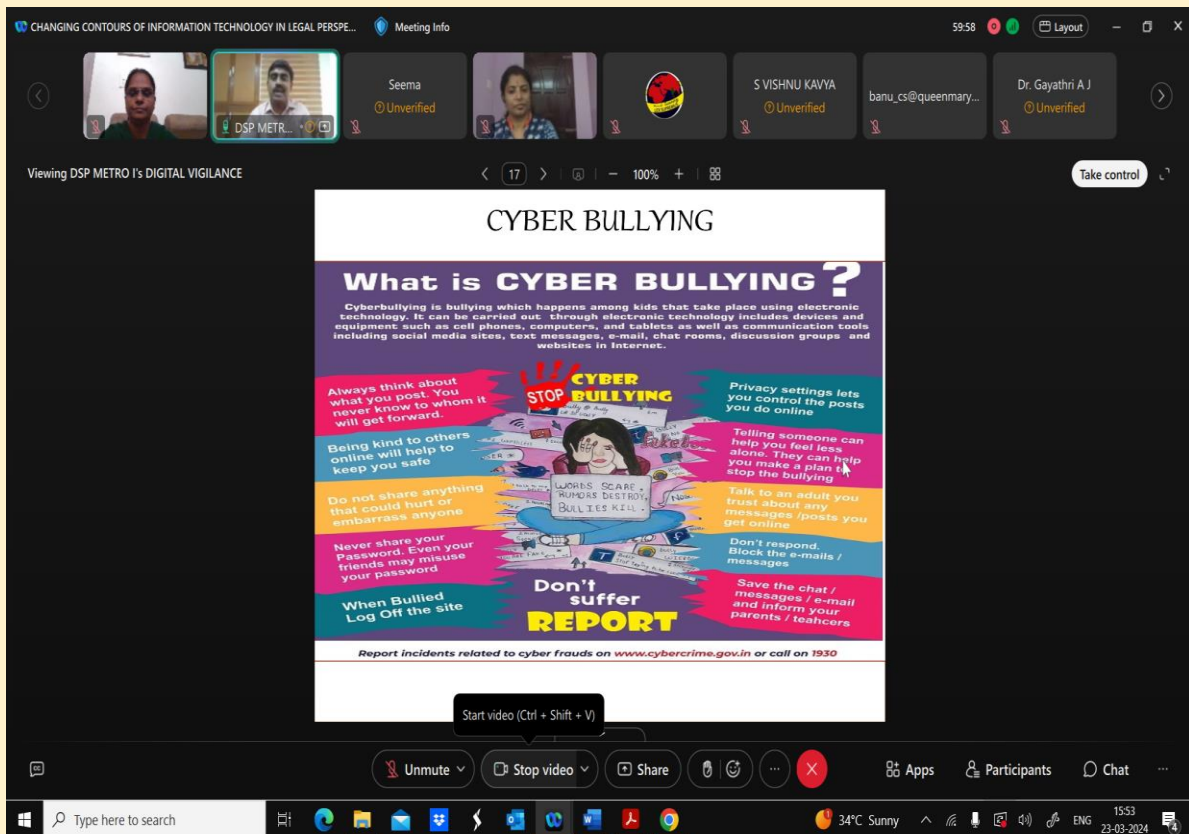 CHANGING CONTOURS OF INFORMATION TECHNOLOGY IN LEGAL PERSPE...
Meeting Info
59:58
Layout
DSP METR...
Seema
Unverified
S VISHNU KAVYA
Unverified
banu_cs@queenmary...
Dr. Gayathri A J
Unverified
Viewing DSP METRO I's DIGITAL VIGILANCE
17
100%
Take control
CYBER BULLYING
What is CYBER BULLYING?
Cyberbullying is bullying which happens among kids that take place using electronic
technology. It can be carried out through electronic technology includes devices and
equipment such as cell phones, computers, and tablets as well as communication tools
including social media sites, text messages, e-mail, chat rooms, discussion groups and
websites in Internet.
Always think about
what you post. You
never know to whom it
will get forward.
Being kind to others
online will help to
keep you safe
Do not share anything
that could hurt or
embarrass anyone
Never share your
Password. Even your
friends may misuse
your password
When Bullied
Log Off the site
STOP
CYBER
BULLYING
WORDS SCARE,
RUMORS DESTROY,
BULLIES KILL.
Don't
suffer
REPORT
Privacy settings lets
you control the posts
you do online
Telling someone can
help you feel less
alone. They can help
you make a plan to
stop the bullying
Talk to an adult you
trust about any
messages /posts you
get online
Don't respond.
Block the e-mails /
messages
Save the chat /
messages / e-mail
and inform your
parents / teahcers
Report incidents related to cyber frauds on www.cybercrime.gov.in or call on 1930
Start video (Ctrl + Shift + V)
Unmute
Stop video
Share
Apps
Participants
Chat
Type here to search
34°C Sunny
ENG
15:53
23-03-2024
4